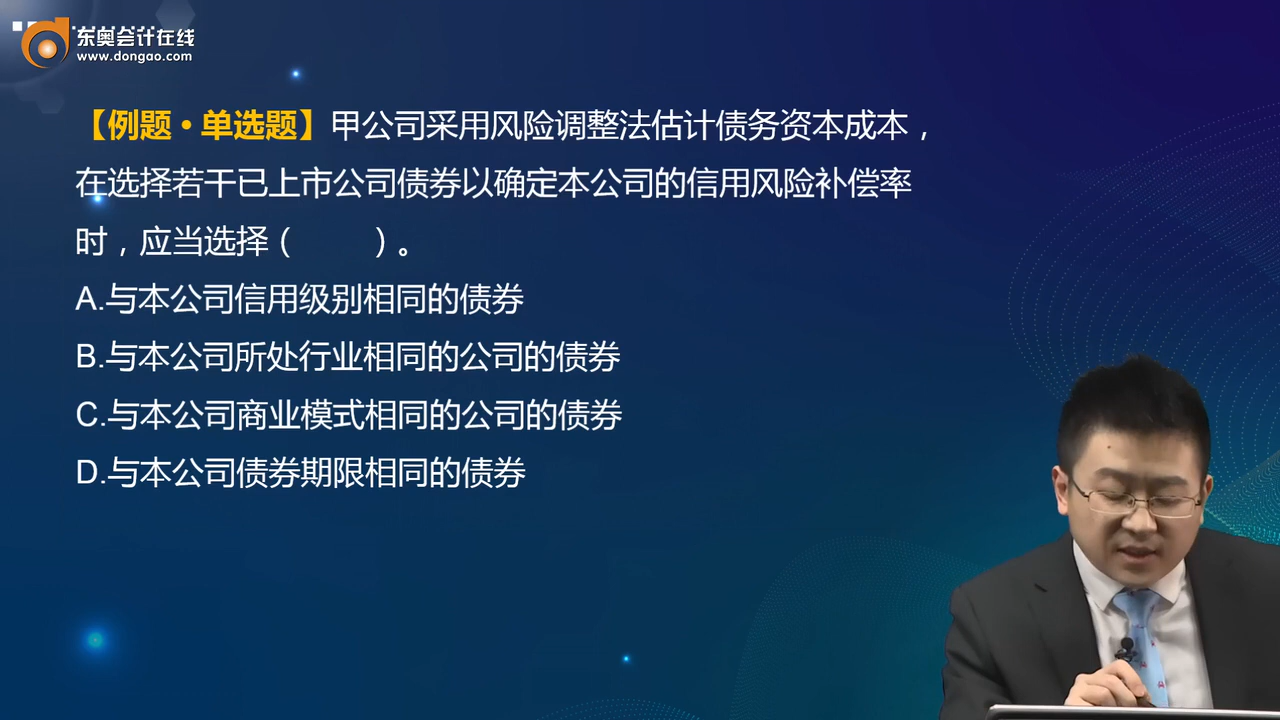 东奥会计在线
www.dongao.com
【例题•单选题】甲公司采用风险调整法估计债务资本成本，
在选择若干已上市公司债券以确定本公司的信用风险补偿率
时，应当选择（　　）。
A.与本公司信用级别相同的债券
B.与本公司所处行业相同的公司的债券
C.与本公司商业模式相同的公司的债券
D.与本公司债券期限相同的债券